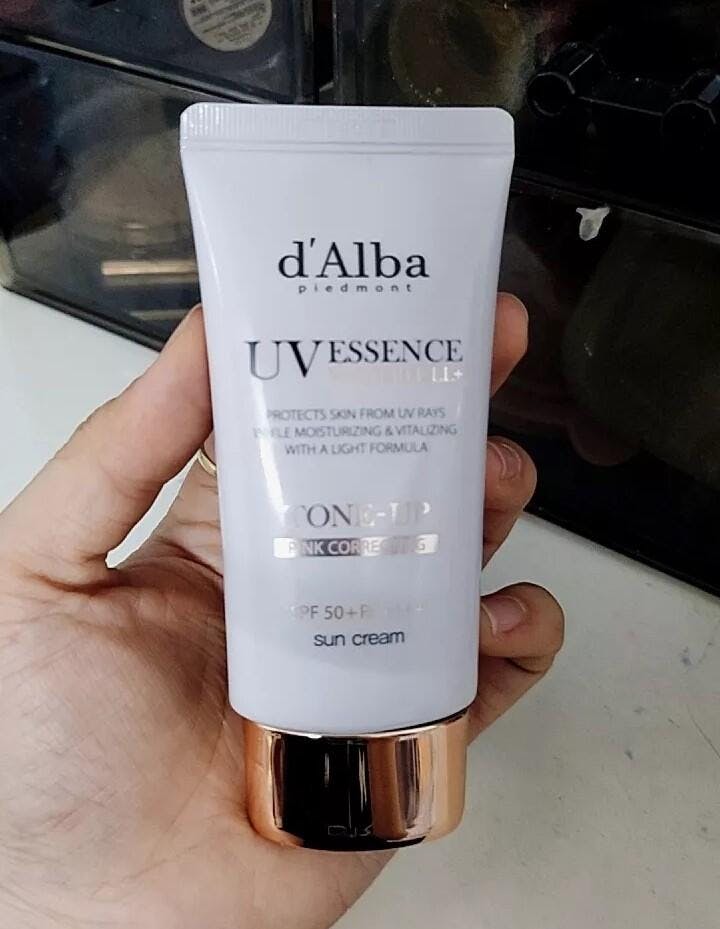 d'Alba
piedmont
UV ESSENCE
PROTECTS SKIN FROM UV RAYS
MOISTURIZING & VITALIZING
WITH A LIGHT FORMULA
TONE-UP
PINK CORRECTING
SPF 50+
sun cream